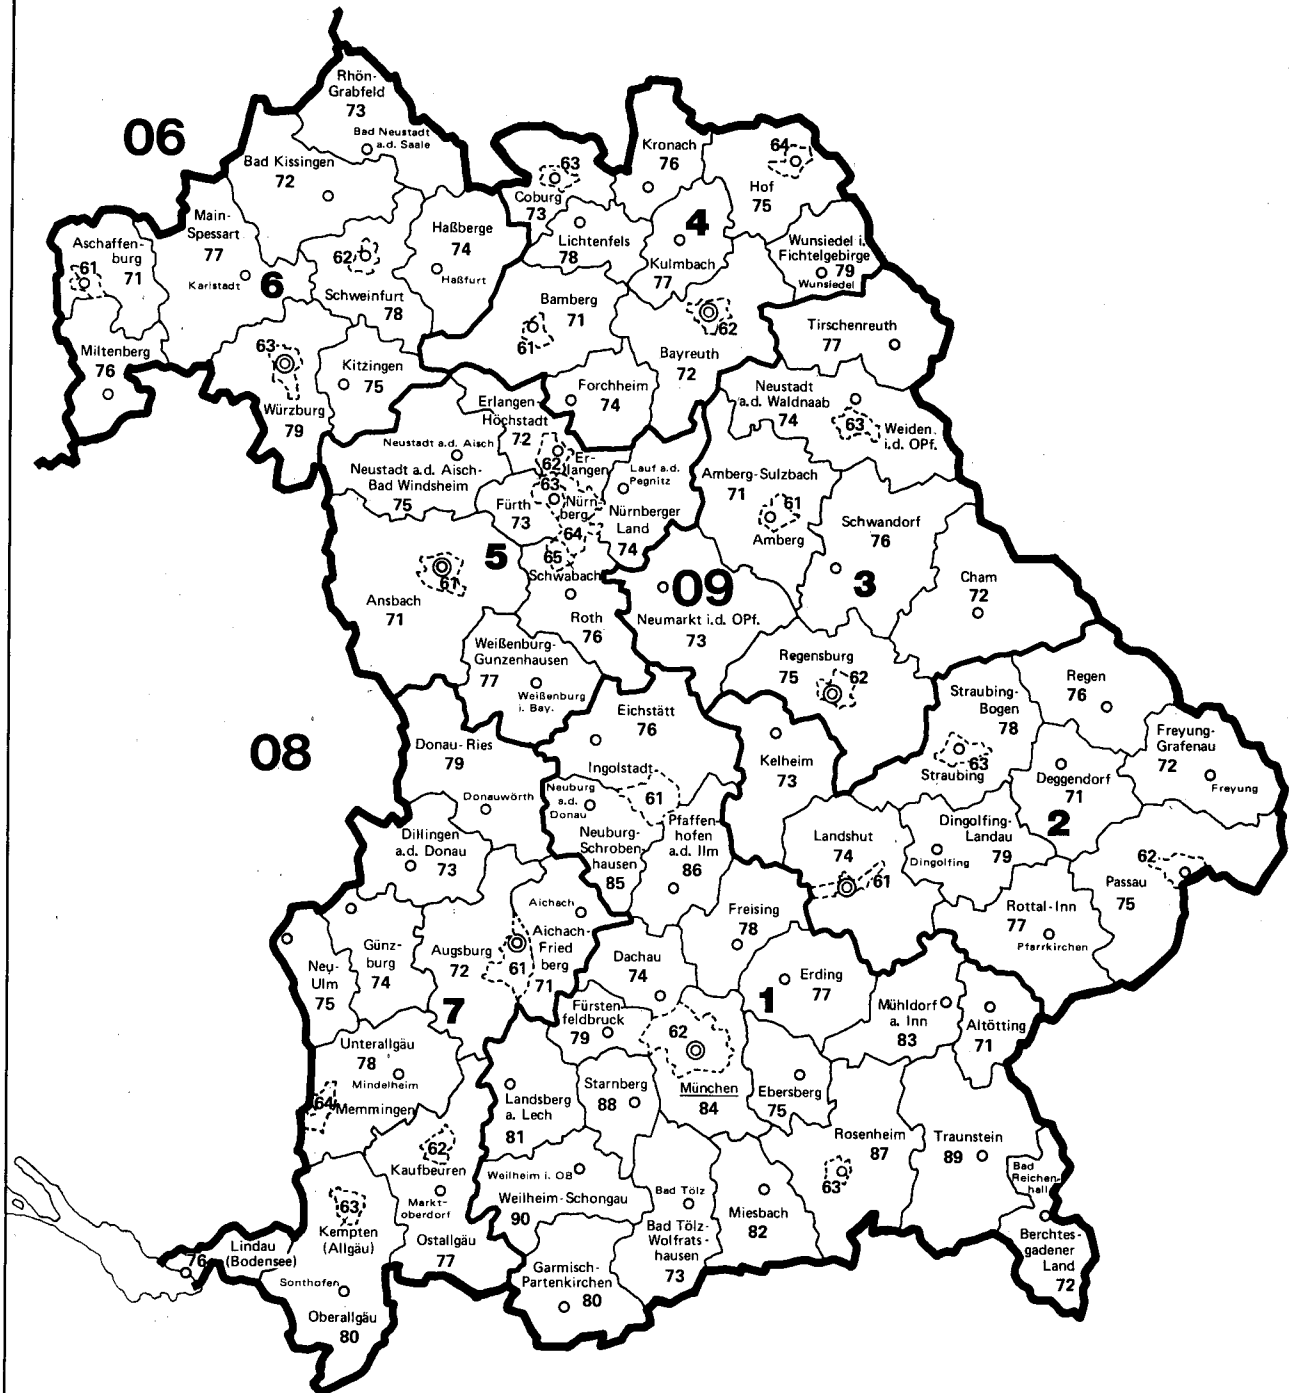 Rhön-
Grabfeld
73
Bad Neustadt
a.d. Saale
06
Bad Kissingen
72
Main-
Spessart
77
Karlstadt
6
Aschaffen-
burg
61
71
Miltenberg
76
62
Schweinfurt
78
Haßberge
74
Haßfurt
63
Würzburg
79
Kitzingen
75
63
Coburg
73
Kronach
76
64
Hof
75
Lichtenfels
78
4
Kulmbach
77
Wunsiedel i.
Fichtelgebirge
79
Wunsiedel
Bamberg
71
61
62
Bayreuth
72
Forchheim
74
Tirschenreuth
77
Neustadt
a.d. Waldnaab
74
63
Weiden
i.d. OPf.
Erlangen-
Höchstadt
72
62
Er-
langen
63
Nürn-
berg
64
Fürth
73
Neustadt a.d. Aisch
Neustadt a.d. Aisch-
Bad Windsheim
75
Lauf a.d.
Pegnitz
Nürnberger
Land
74
5
61
Ansbach
71
65
Schwabach
Roth
76
Weißenburg-
Gunzenhausen
77
Weißenburg
i. Bay.
Amberg-Sulzbach
71
61
Amberg
Schwandorf
76
3
Cham
72
09
Neumarkt i.d. OPf.
73
Regensburg
75
62
08
Donau-Ries
79
Donauwörth
Eichstätt
76
Ingolstadt
61
Neuburg
a.d.
Donau
Neuburg-
Schroben-
hausen
85
Pfaffen-
hofen
a.d. Ilm
86
Kelheim
73
Straubing-
Bogen
78
63
Straubing
Regen
76
Freyung-
Grafenau
72
Freyung
Deggendorf
71
2
Dingolfing-
Landau
79
Dingolfing
Landshut
74
61
62
Passau
75
Rottal-Inn
77
Pfarrkirchen
Dillingen
a.d. Donau
73
Neu-
Ulm
75
Günz-
burg
74
Augsburg
72
61
7
Aichach
Aichach-
Fried
berg
71
Freising
78
Dachau
74
Erding
77
1
Mühldorf
a. Inn
83
Altötting
71
Fürsten
feldbruck
79
62
München
84
Ebersberg
75
Unterallgäu
78
Mindelheim
64
Memmingen
Landsberg
a. Lech
81
Starnberg
88
Rosenheim
87
63
Traunstein
89
Bad
Reichen-
hall
Berchtes-
gadener
Land
72
62
Kaufbeuren
Markt-
oberdorf
Ostallgäu
77
Weilheim i. OB
Weilheim-Schongau
90
Bad Tölz
Bad Tölz-
Wolfrats-
hausen
73
Miesbach
82
63
Kempten
(Allgäu)
76
Lindau
(Bodensee)
Sonthofen
Oberallgäu
80
Garmisch-
Partenkirchen
80